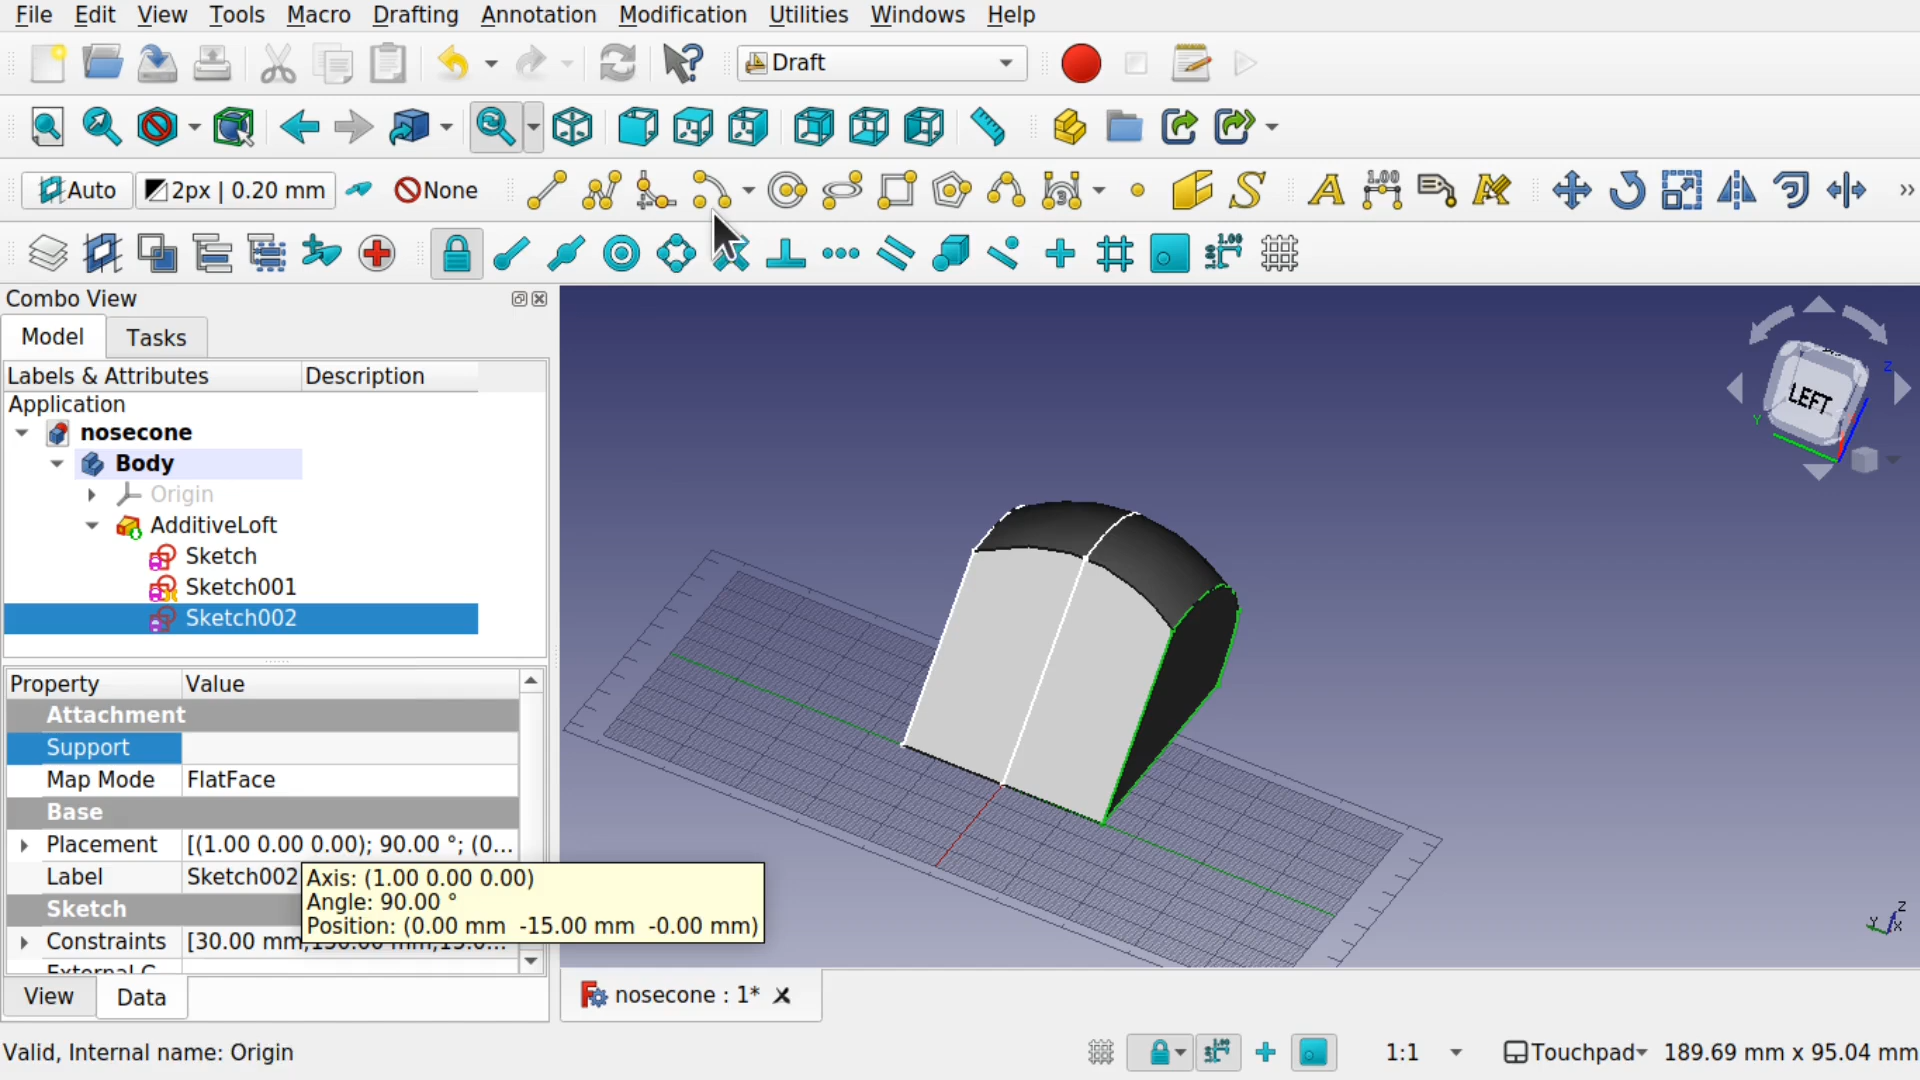 File Edit View Tools Macro Drafting Annotation Modification Utilities Windows Help
Draft
Auto 2px | 0.20 mm None
Combo View
Model Tasks
Labels & Attributes Description
Application
nosecone
Body
Origin
AdditiveLoft
Sketch
Sketch001
Sketch002
Property Value
Attachment
Support
Map Mode FlatFace
Base
Placement [(1.00 0.00 0.00); 90.00 °; (0...
Label Sketch002
Axis: (1.00 0.00 0.00)
Angle: 90.00 °
Position: (0.00 mm -15.00 mm -0.00 mm)
Sketch
Constraints [30.00 mm,
View Data
LEFT
Z
Y
Z
Y X
nosecone : 1*
Valid, Internal name: Origin
1:1 Touchpad 189.69 mm x 95.04 mm